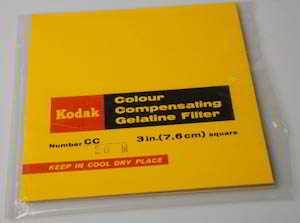 Kodak
Colour
Compensating
Gelatine Filter
Number CC 3 in.(7,6 cm) square
KEEP IN COOL DRY PLACE